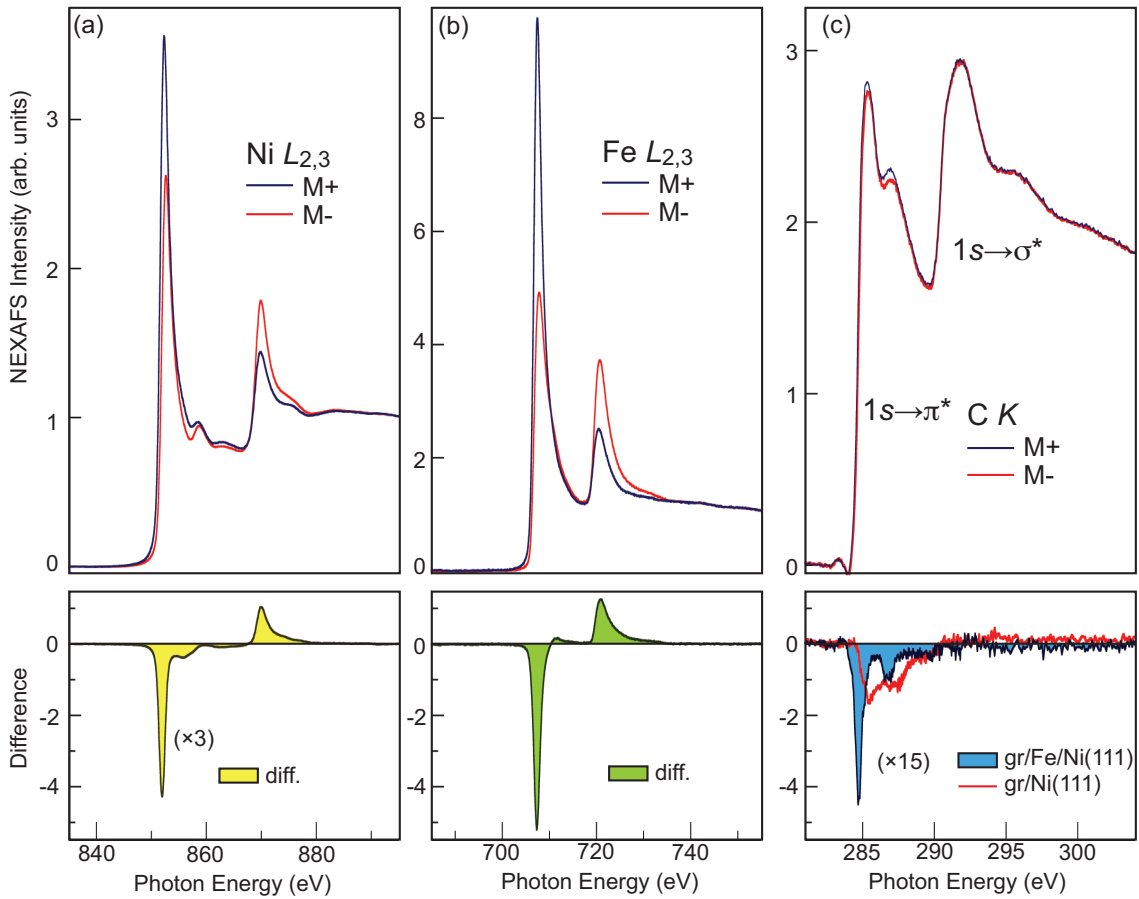 (a)
NEXAFS Intensity (arb. units)
3
2
1
0
Ni L2,3
M+
M-
(b)
8
6
4
2
0
Fe L2,3
M+
M-
(c)
3
2
1
0
1s→σ*
1s→π*
C K
M+
M-
Difference
0
-2
-4
(×3)
diff.
840
860
880
Photon Energy (eV)
0
-2
-4
diff.
700
720
740
Photon Energy (eV)
0
-2
-4
(×15)
gr/Fe/Ni(111)
gr/Ni(111)
285
290
295
300
Photon Energy (eV)